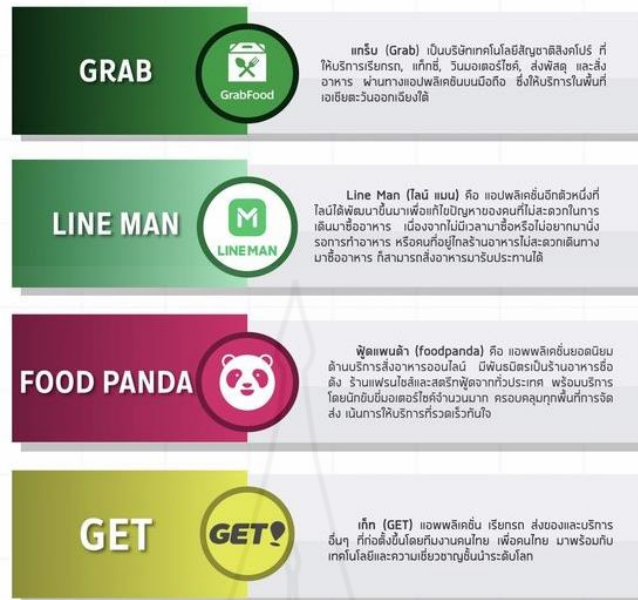 GRAB
GrabFood
แกร็บ (Grab) เป็นบริษัทเทคโนโลยีสัญชาติสิงคโปร์ ที่
ให้บริการเรียกรถ, แท็กซี่, วินมอเตอร์ไซค์, ส่งพัสดุ และสั่ง
อาหาร ผ่านทางแอปพลิเคชันบนมือถือ ซึ่งให้บริการในพื้นที่
เอเชียตะวันออกเฉียงใต้
LINE MAN
LINEMAN
Line Man (ไลน์ แมน) คือ แอปพลิเคชั่นอีกตัวหนึ่งที่
ไลน์ได้พัฒนาขึ้นมาเพื่อแก้ไขปัญหาของคนที่ไม่สะดวกในการ
เดินมาซื้ออาหาร เนื่องจากไม่มีเวลามาซื้อหรือไม่อยากมานั่ง
รอการทำอาหาร หรือคนที่อยู่ไกลร้านอาหารไม่สะดวกเดินทาง
มาซื้ออาหาร ก็สามารถสั่งอาหารมารับประทานได้
FOOD PANDA
ฟู้ดแพนด้า (foodpanda) คือ แอพพลิเคชั่นยอดนิยม
ด้านบริการสั่งอาหารออนไลน์ มีพันธมิตรเป็นร้านอาหารชื่อ
ดัง ร้านแฟรนไชส์และสตรีทฟู้ดจากทั่วประเทศ พร้อมบริการ
โดยนักขับขี่มอเตอร์ไซค์จำนวนมาก ครอบคลุมทุกพื้นที่การจัด
ส่ง เน้นการให้บริการที่รวดเร็วทันใจ
GET
GET!
เก็ท (GET) แอพพลิเคชั่น เรียกรถ ส่งของและบริการ
อื่นๆ ที่ก่อตั้งขึ้นโดยทีมงานคนไทย เพื่อคนไทย มาพร้อมกับ
เทคโนโลยีและความเชี่ยวชาญชั้นนำระดับโลก